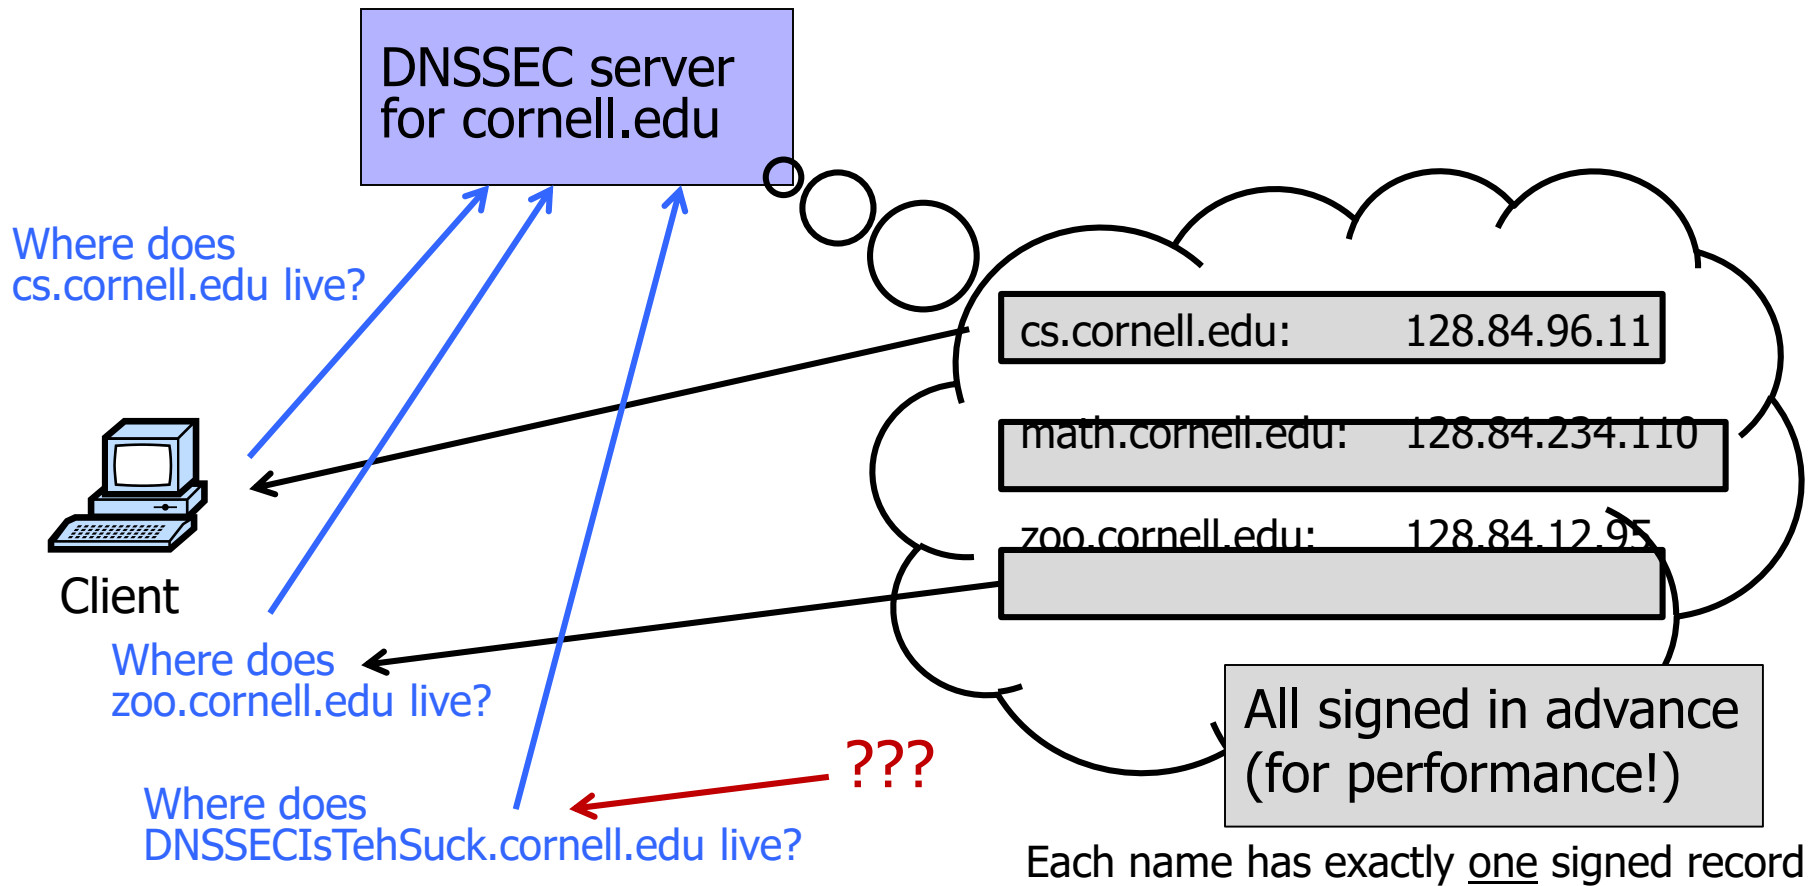 DNSSEC server
for cornell.edu
Where does
cs.cornell.edu live?
cs.cornell.edu: 128.84.96.11
math.cornell.edu: 128.84.234.110
zoo.cornell.edu: 128.84.12.95
Client
Where does
zoo.cornell.edu live?
All signed in advance
(for performance!)
???
Where does
DNSSECIsTehSuck.cornell.edu live?
Each name has exactly one signed record